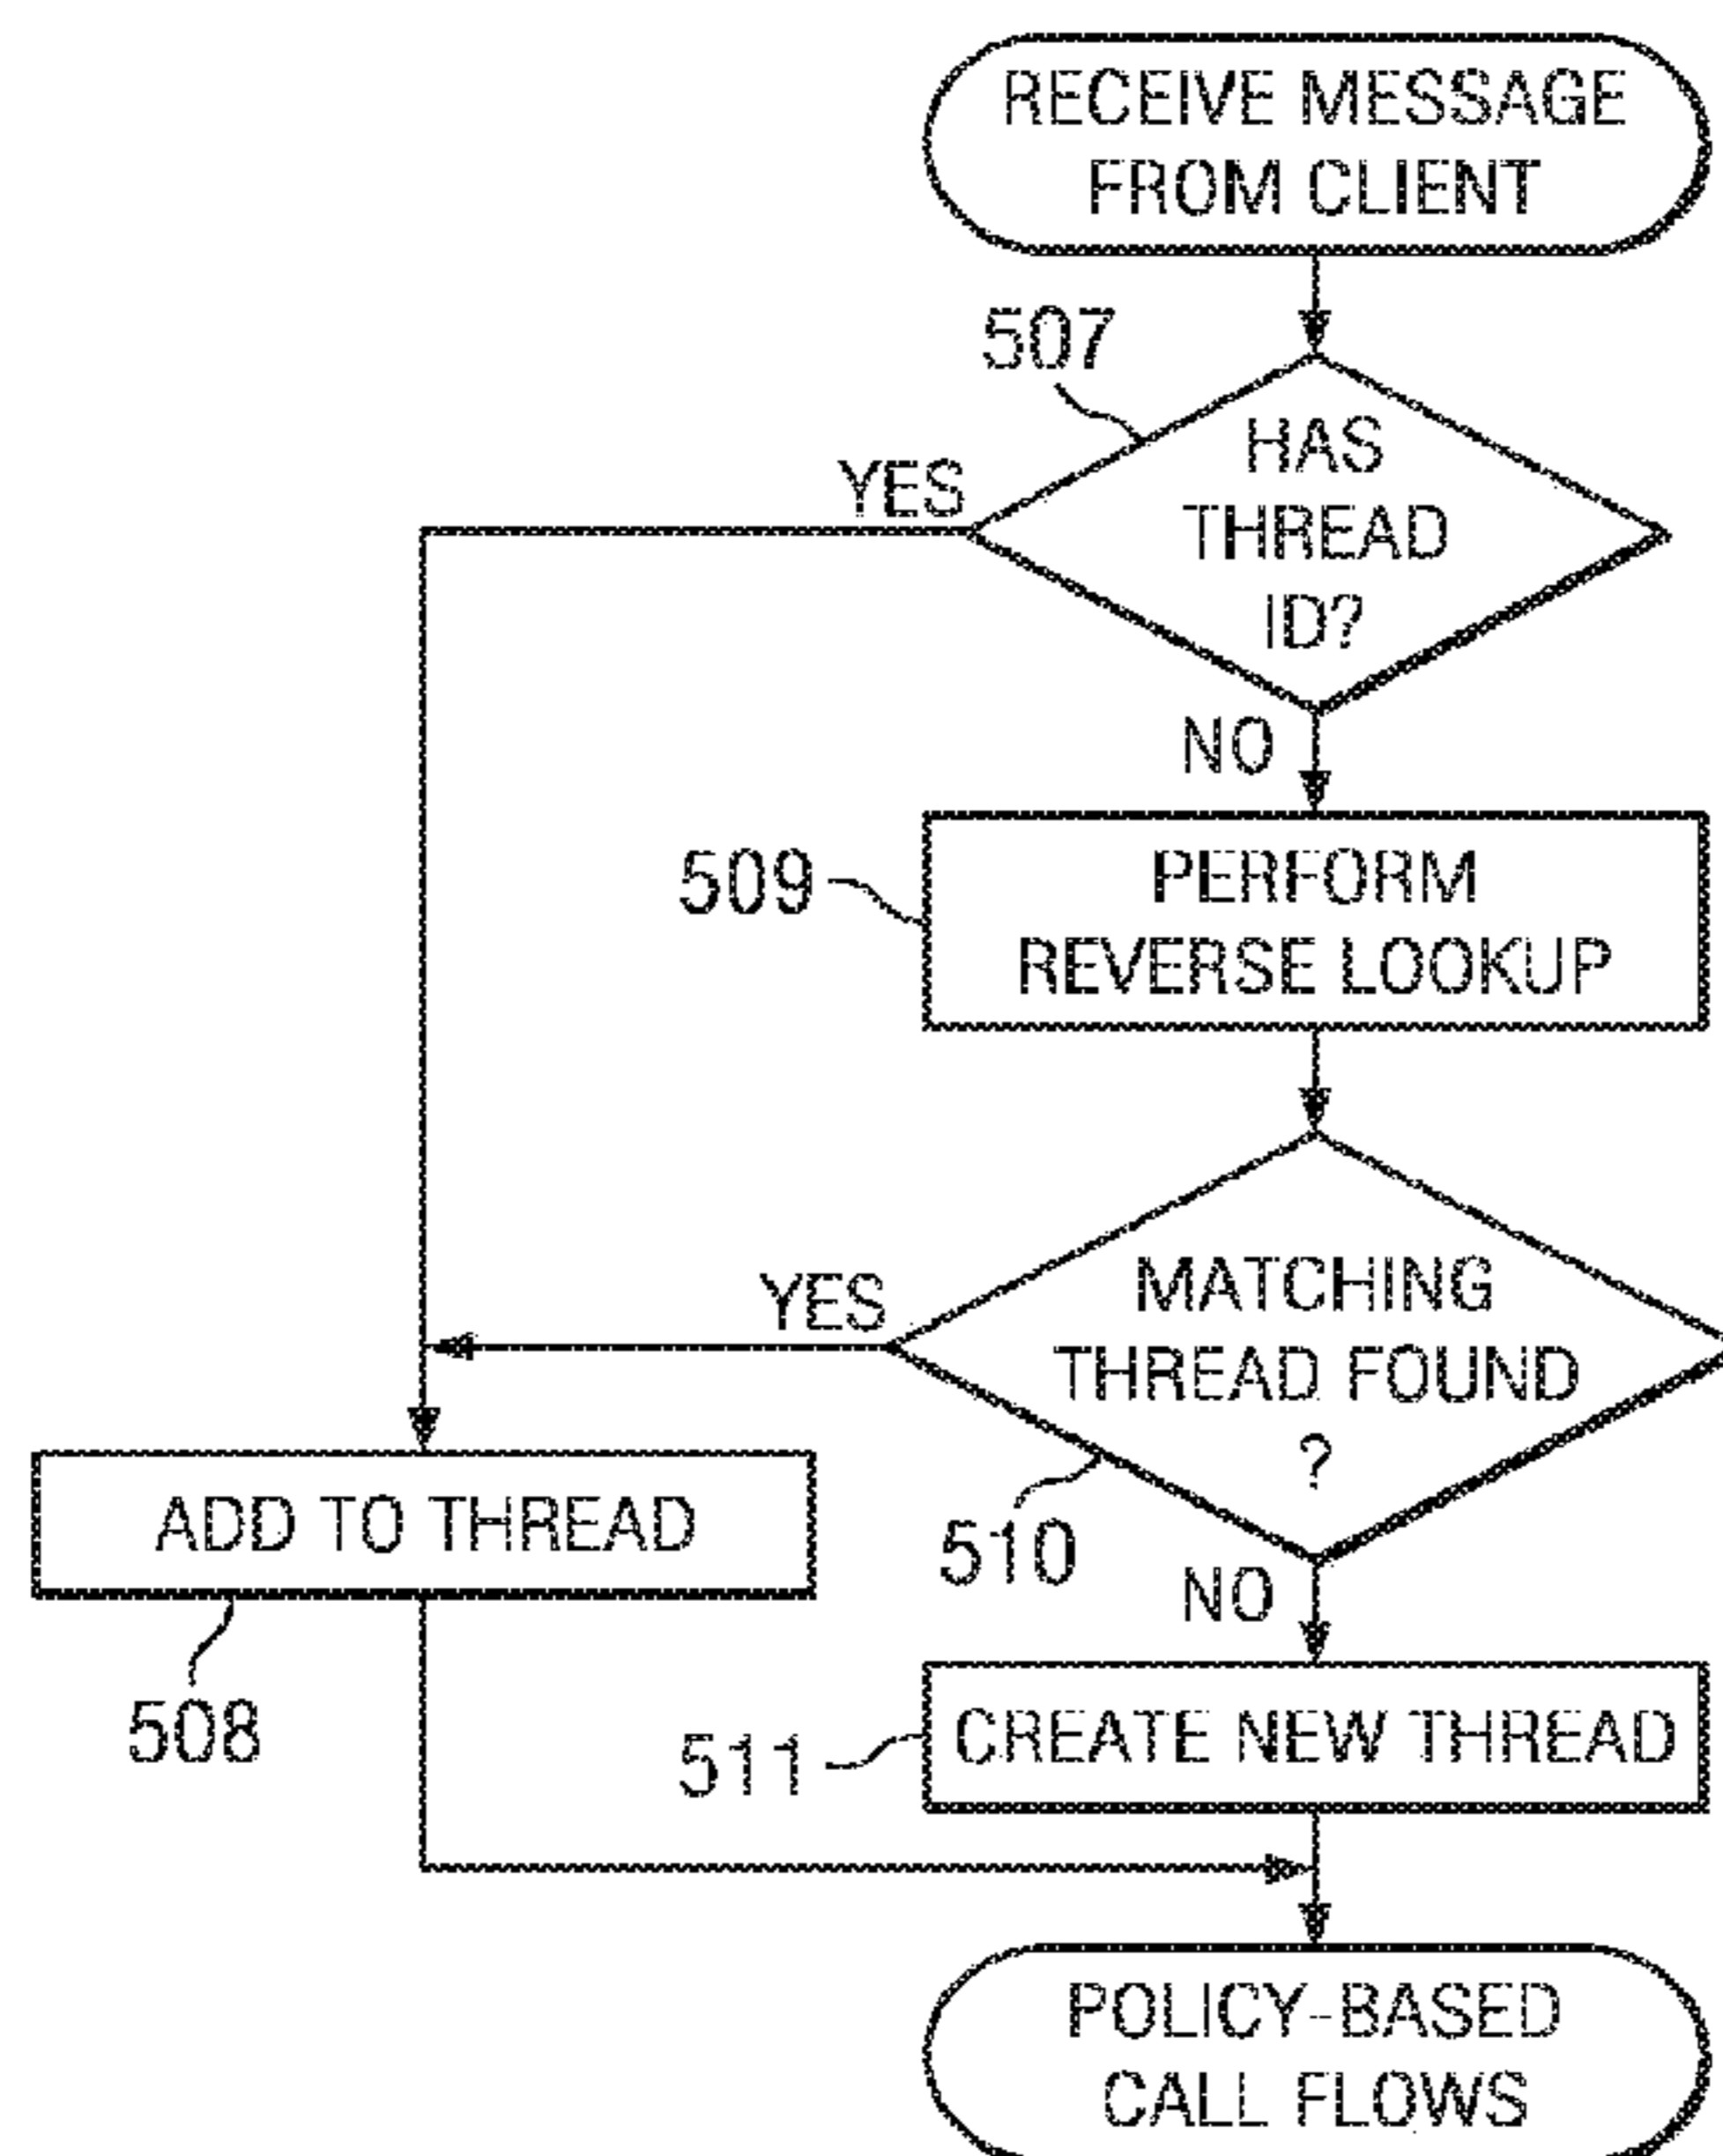 RECEIVE MESSAGE
FROM CLIENT
507
HAS
THREAD
ID?
YES
NO
509
PERFORM
REVERSE LOOKUP
MATCHING
THREAD FOUND
?
YES
510
NO
ADD TO THREAD
508
511
CREATE NEW THREAD
POLICY-BASED
CALL FLOWS